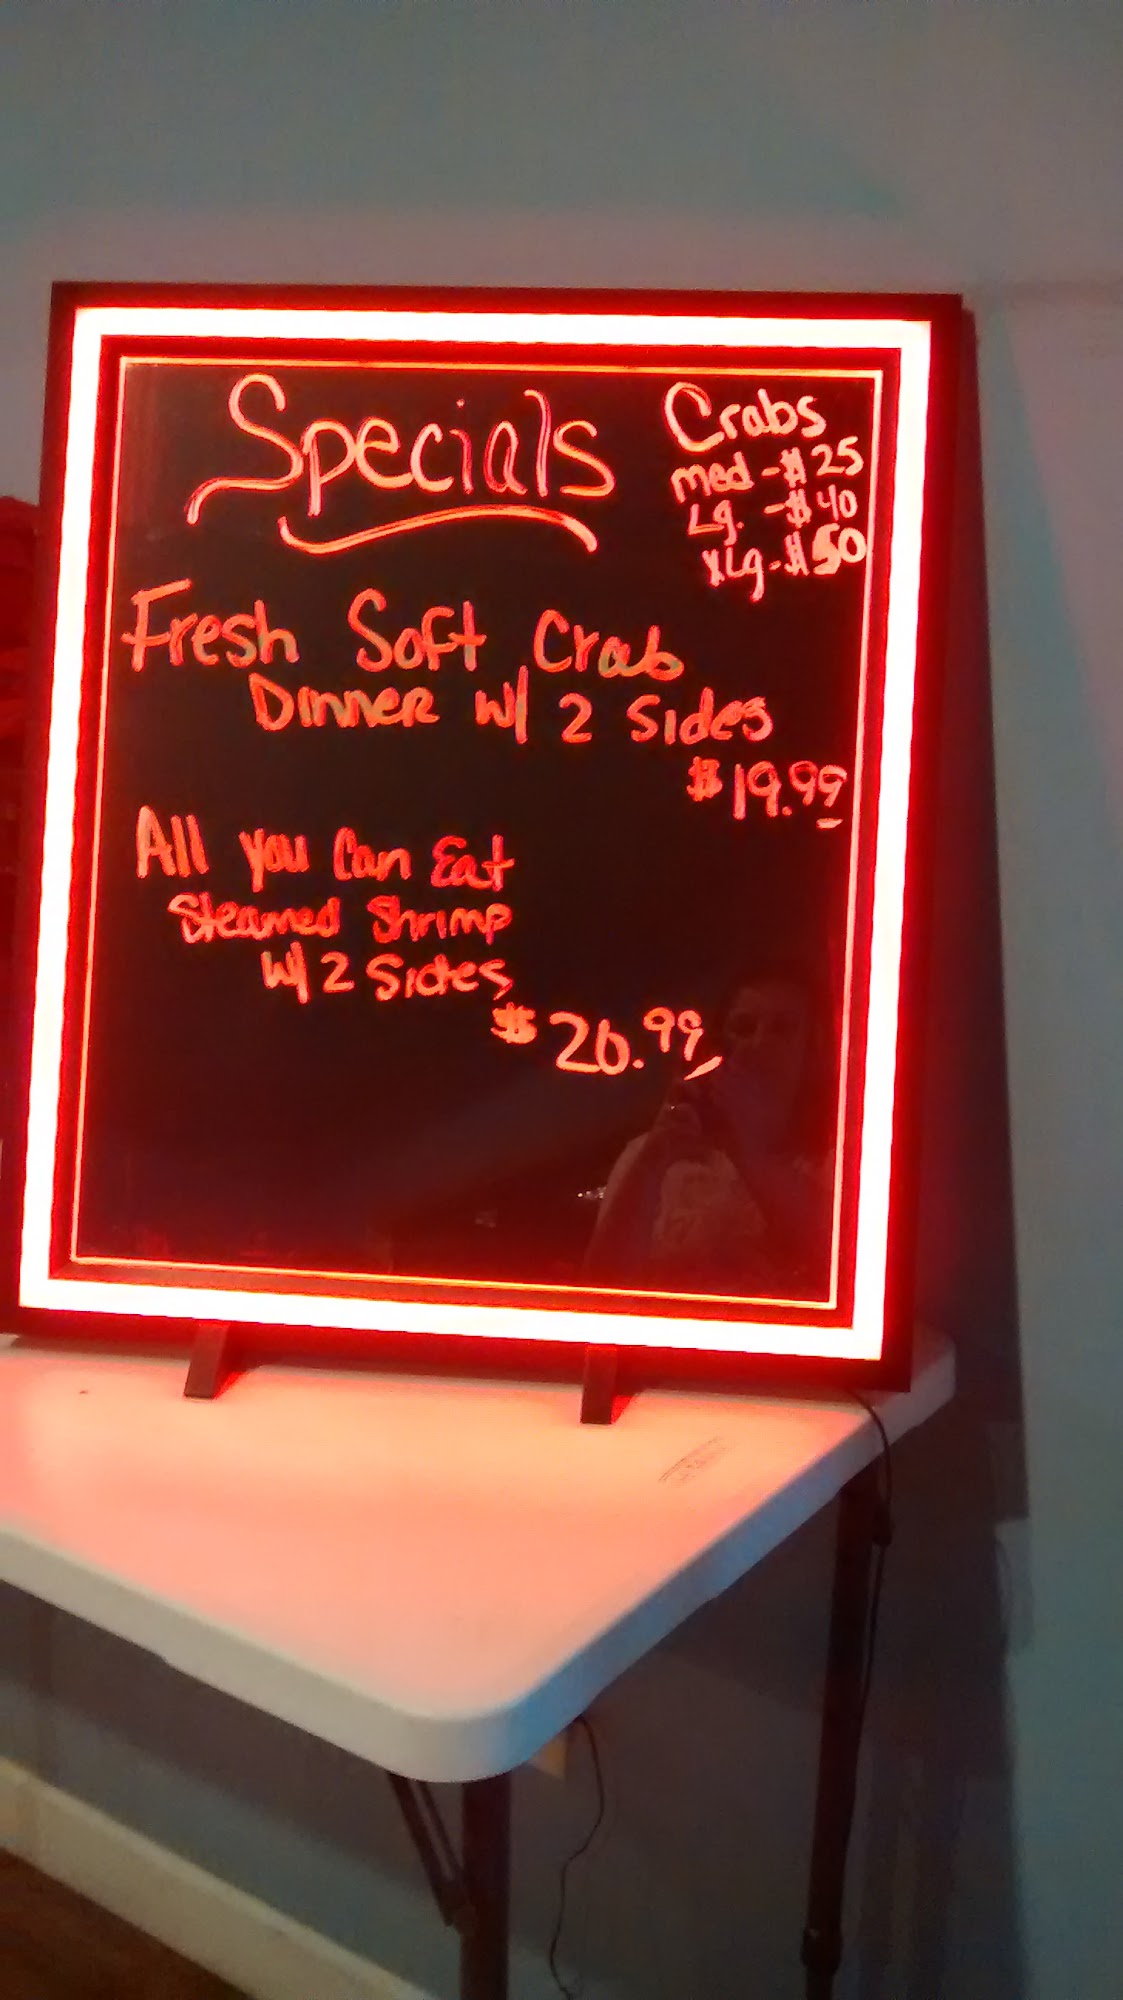 Specials
Crabs
med - $25
Lg. - $40
XLg - $50
Fresh Soft Crab
Dinner w/ 2 Sides
$19.99
All You Can Eat
Steamed Shrimp
w/ 2 Sides
$20.99